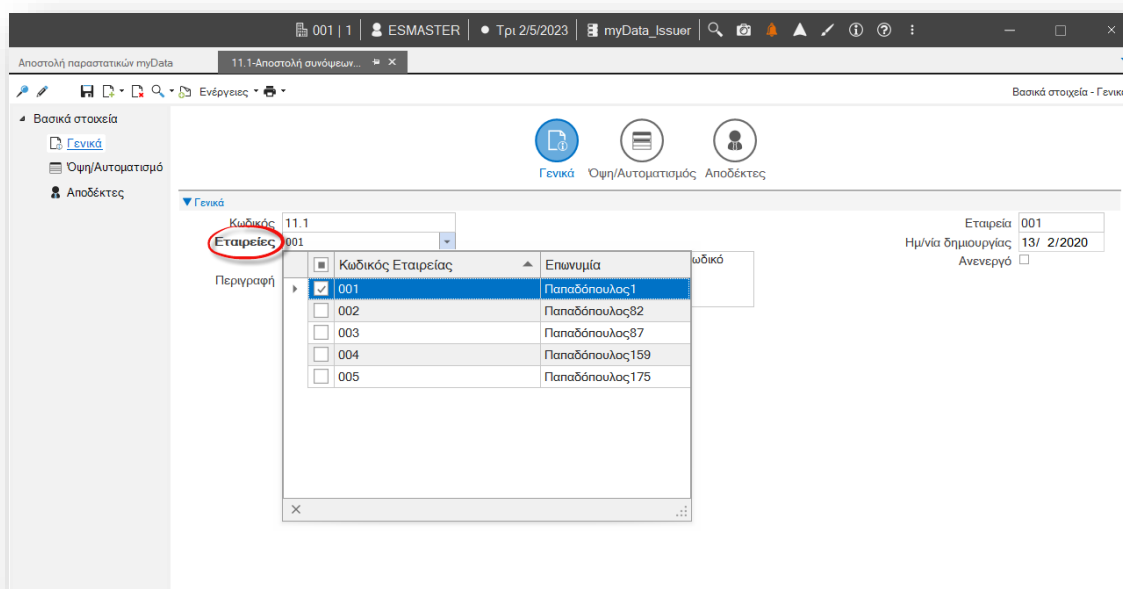 001 | 1 ESMASTER Τρι 2/5/2023 myData_Issuer
Αποστολή παραστατικών myData 11.1-Αποστολή συνόψεων...
Ενέργειες Βασικά στοιχεία - Γενικά
Βασικά στοιχεία
Γενικά
Όψη/Αυτοματισμό
Αποδέκτες
Γενικά Όψη/Αυτοματισμός Αποδέκτες
Γενικά
Κωδικός 11.1 Εταιρεία 001
Εταιρείες 001 Ημ/νία δημιουργίας 13/ 2/2020
ωδικό Ανενεργό
Περιγραφή
Κωδικός Εταιρείας Επωνυμία
001 Παπαδόπουλος1
002 Παπαδόπουλος82
003 Παπαδόπουλος87
004 Παπαδόπουλος159
005 Παπαδόπουλος175